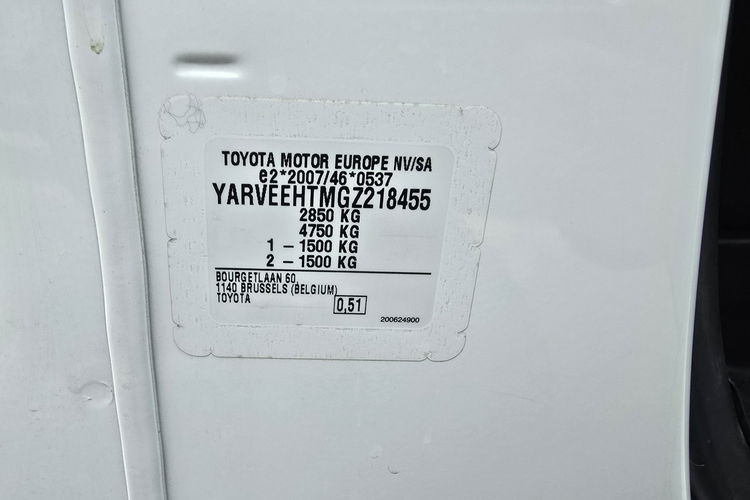 TOYOTA MOTOR EUROPE NV/SA
e2*2007/46*0537
YARVEEHTMGZ218455
2850 KG
4750 KG
1 - 1500 KG
2 - 1500 KG
BOURGETLAAN 60,
1140 BRUSSELS (BELGIUM)
TOYOTA
0,51
200624900